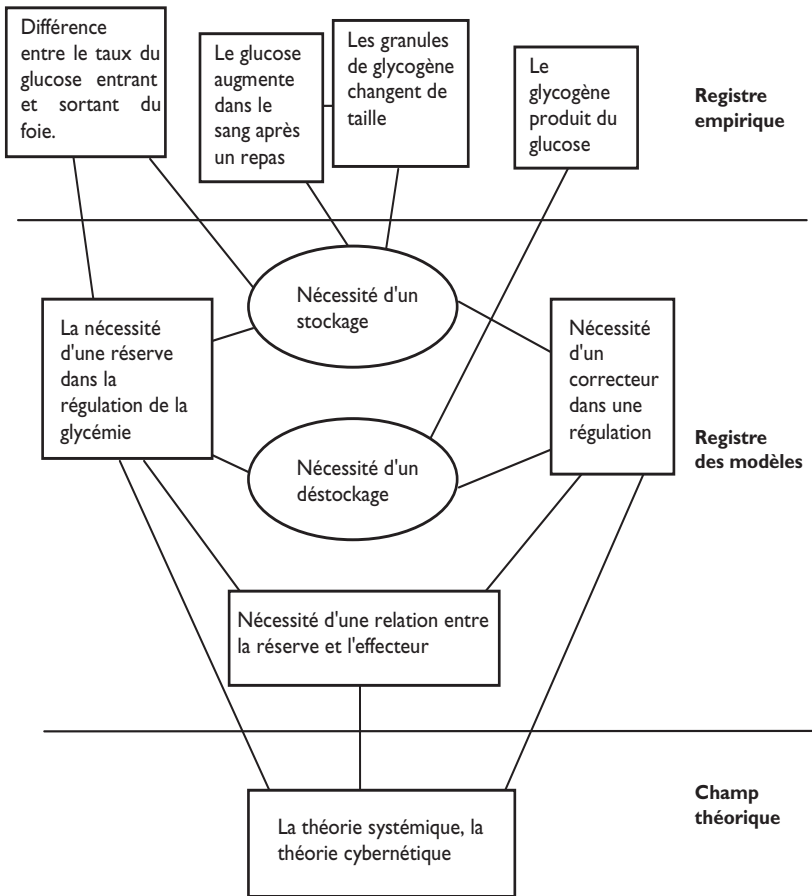 Différence
entre le taux du
glucose entrant
et sortant du
foie.
Le glucose
augmente
dans le
sang après
un repas
Les granules
de glycogène
changent de
taille
Le
glycogène
produit du
glucose
Registre
empirique
Nécessité d'un
stockage
La nécessité
d'une réserve
dans la
régulation de la
glycémie
Nécessité
d'un
correcteur
dans une
régulation
Registre
des modèles
Nécessité d'un
déstockage
Nécessité d'une relation entre
la réserve et l'effecteur
Champ
théorique
La théorie systémique, la
théorie cybernétique